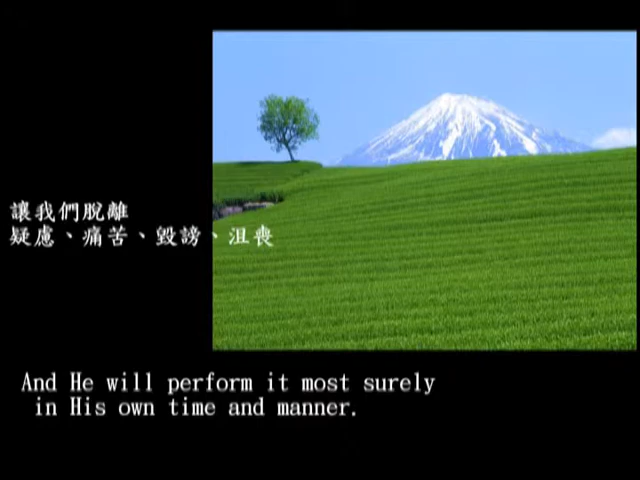 讓我們脫離
疑慮、痛苦、毀謗、沮喪
And He will perform it most surely
in His own time and manner.